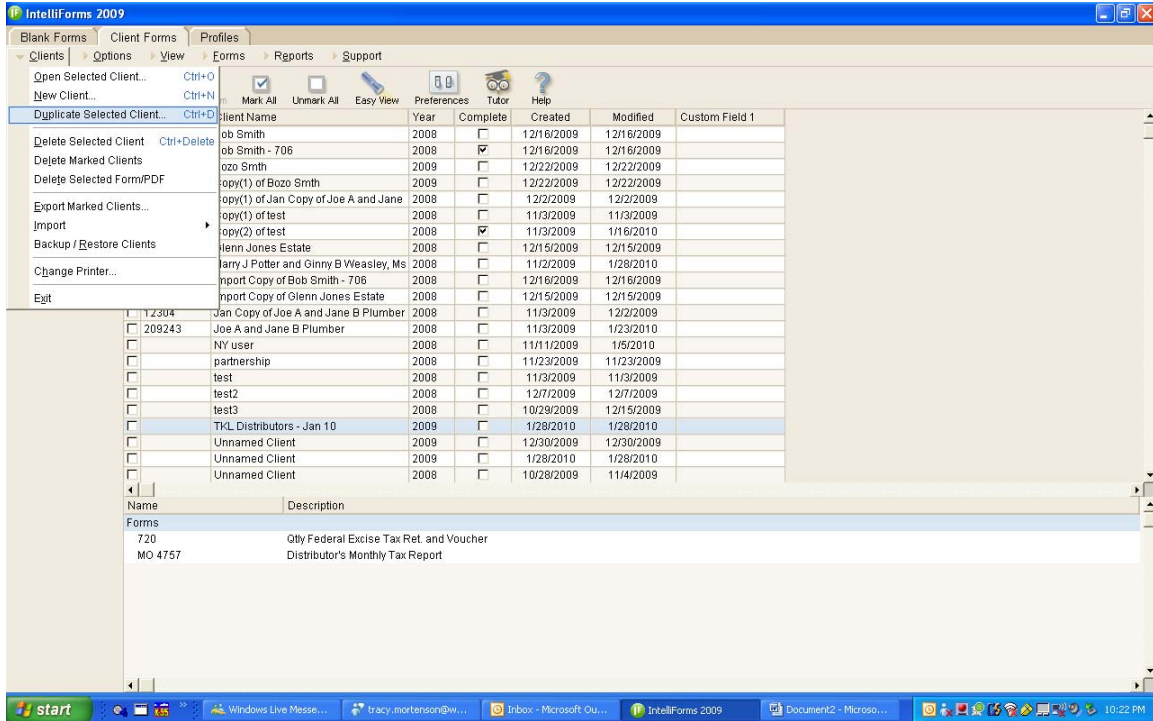 IntelliForms 2009
Blank Forms Client Forms Profiles
Clients Options View Forms Reports Support
Open Selected Client... Ctrl+O
New Client... Ctrl+N
Duplicate Selected Client... Ctrl+D
Delete Selected Client Ctrl+Delete
Delete Marked Clients
Delete Selected Form/PDF
Export Marked Clients...
Import
Backup / Restore Clients
Change Printer...
Exit
Mark All Unmark All Easy View Preferences Tutor Help
Client Name Year Complete Created Modified Custom Field 1
ob Smith 2008 12/16/2009 12/16/2009
ob Smith - 706 2008 12/16/2009 12/16/2009
ozo Smth 2009 12/22/2009 12/22/2009
opy(1) of Bozo Smth 2009 12/22/2009 12/22/2009
opy(1) of Jan Copy of Joe A and Jane 2008 12/2/2009 12/2/2009
opy(1) of test 2008 11/3/2009 11/3/2009
opy(2) of test 2008 11/3/2009 1/16/2010
lenn Jones Estate 2008 12/15/2009 12/15/2009
arry J Potter and Ginny B Weasley, Ms 2008 11/2/2009 1/28/2010
mport Copy of Bob Smith - 706 2008 12/16/2009 12/16/2009
mport Copy of Glenn Jones Estate 2008 12/15/2009 12/15/2009
12304 Jan Copy of Joe A and Jane B Plumber 2008 11/3/2009 12/2/2009
209243 Joe A and Jane B Plumber 2008 11/3/2009 1/23/2010
NY user 2008 11/11/2009 1/5/2010
partnership 2008 11/23/2009 11/23/2009
test 2008 11/3/2009 11/3/2009
test2 2008 12/7/2009 12/7/2009
test3 2008 10/29/2009 12/15/2009
TKL Distributors - Jan 10 2009 1/28/2010 1/28/2010
Unnamed Client 2009 12/30/2009 12/30/2009
Unnamed Client 2009 1/28/2010 1/28/2010
Unnamed Client 2008 10/28/2009 11/4/2009
Name Description
Forms
720 Qtly Federal Excise Tax Ret. and Voucher
MO 4757 Distributor's Monthly Tax Report
start Windows Live Messe... tracy.mortenson@w... Inbox - Microsoft Ou... IntelliForms 2009 Document2 - Microso... 10:22 PM